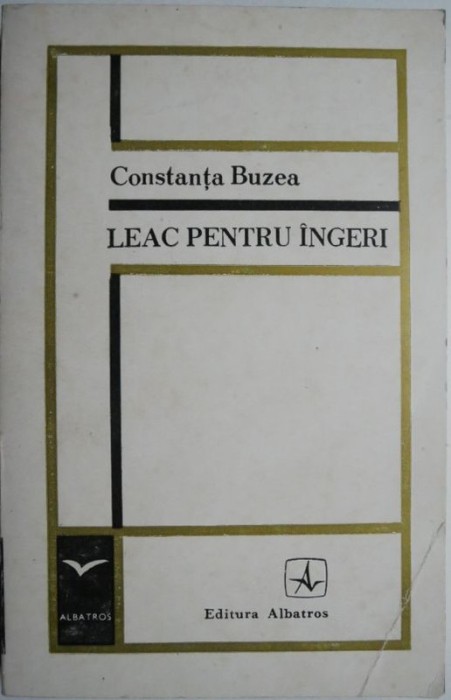 Constanța Buzea
LEAC PENTRU ÎNGERI
ALBATROS
Editura Albatros